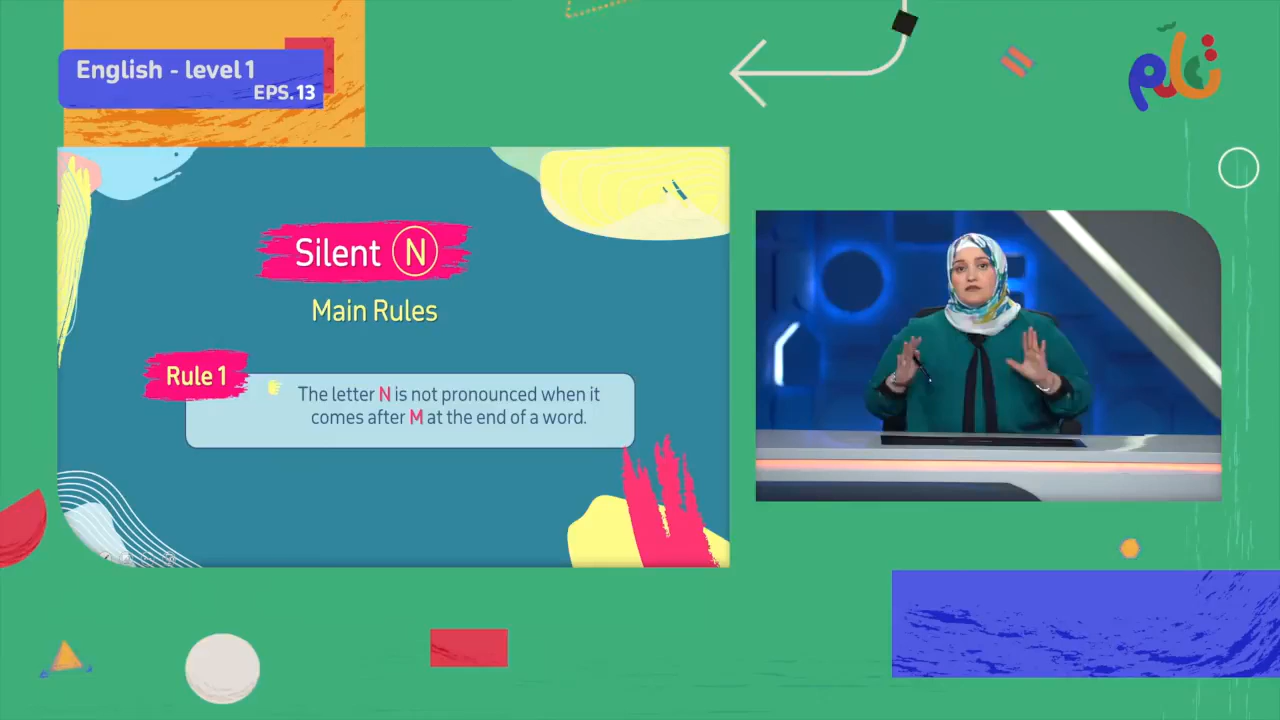 English - level 1
EPS. 13
Silent N
Main Rules
Rule 1
The letter N is not pronounced when it
comes after M at the end of a word.